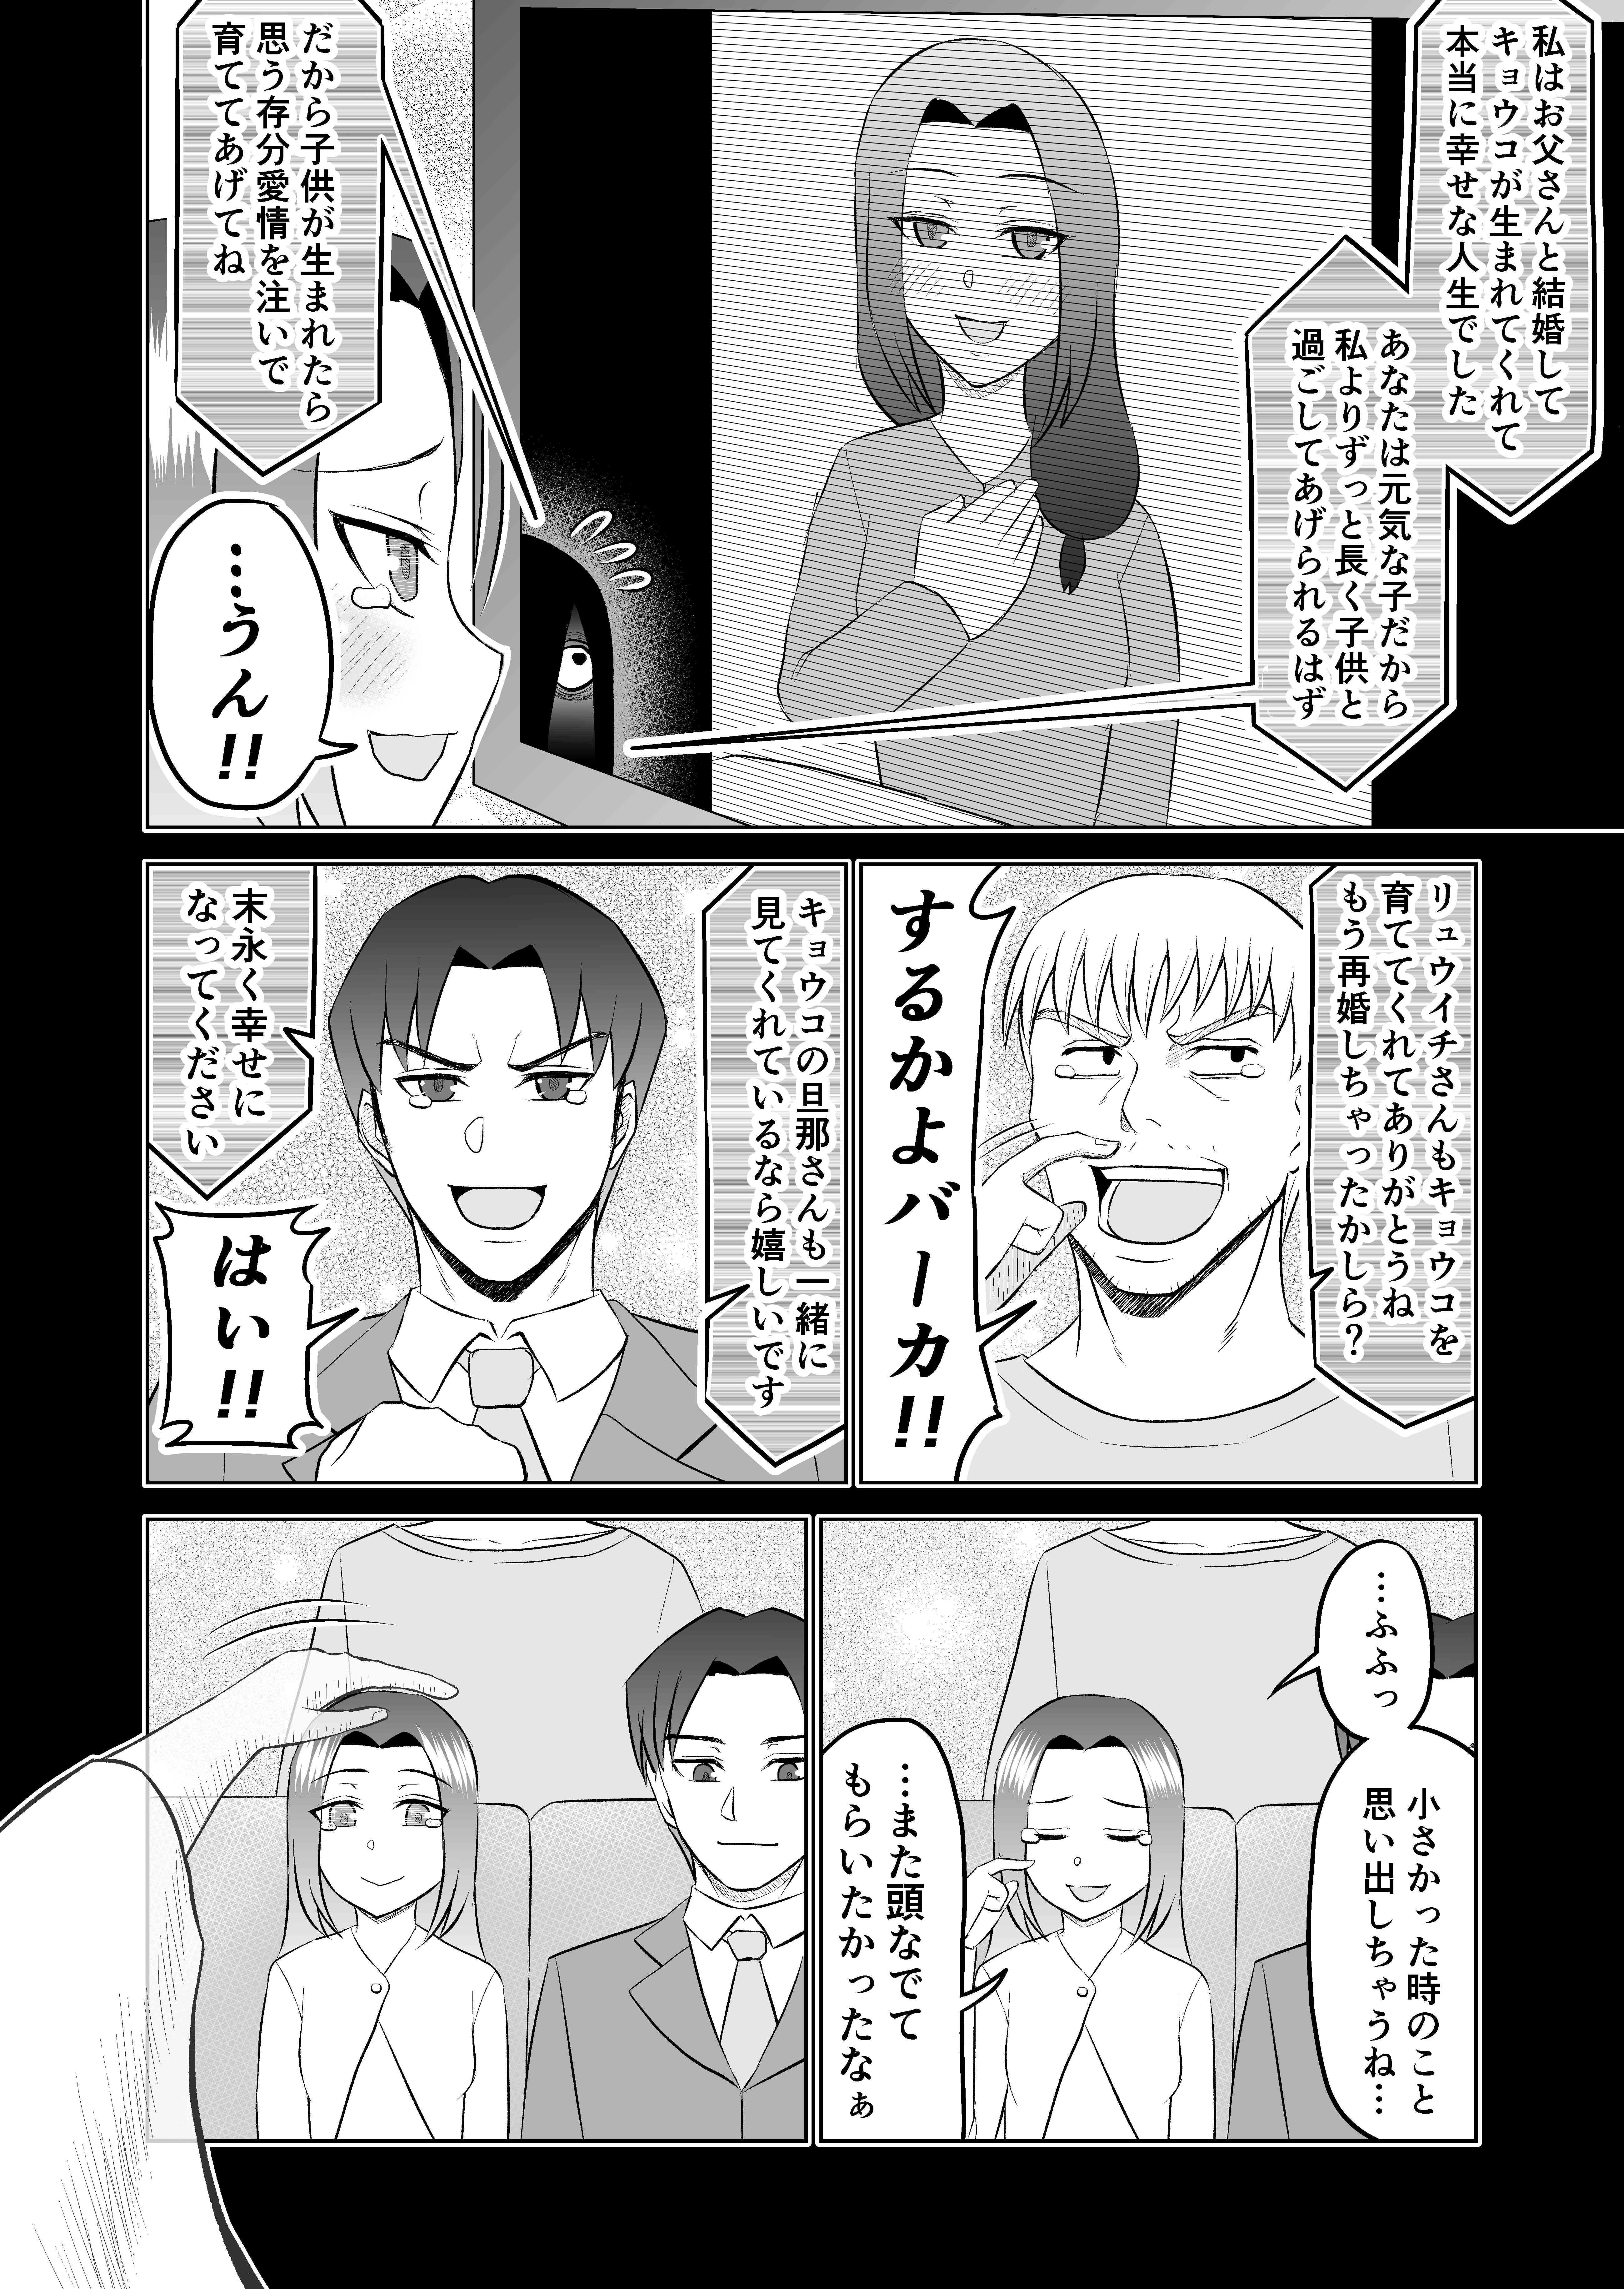 私はお父さんと結婚して
キョウコが生まれてくれて
本当に幸せな人生でした
あなたは元気な子だから
私よりずっと長く子供と
過ごしてあげられるはず
だから子供が生まれたら
思う存分愛情を注いで
育ててあげてね
…うん!!
リュウイチさんもキョウコを
育ててくれてありがとうね
もう再婚しちゃったかしら?
するかよバーカ!!
キョウコの旦那さんも一緒に
見てくれているなら嬉しいです
末永く幸せに
なってください
はい!!
…ふふっ
小さかった時のこと
思い出しちゃうね…
…また頭なでて
もらいたかったなぁ